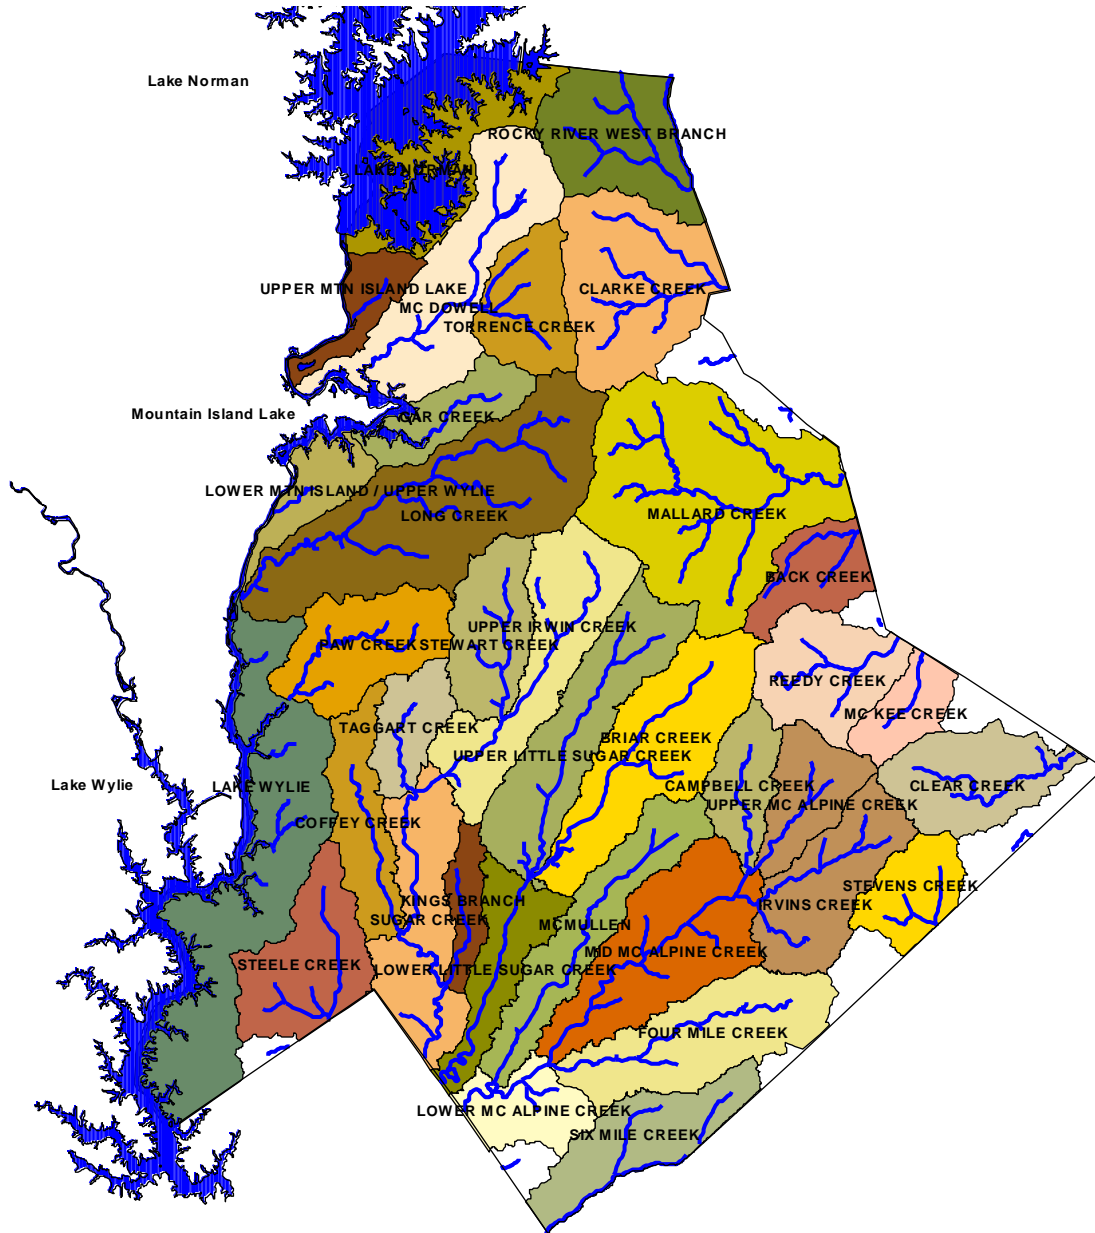 Lake Norman
ROCKY RIVER WEST BRANCH
LAKE NORMAN
UPPER MTN ISLAND LAKE
CLARKE CREEK
MC DOWELL
TORRENCE CREEK
Mountain Island Lake
GAR CREEK
LOWER MTN ISLAND / UPPER WYLIE
LONG CREEK
MALLARD CREEK
BACK CREEK
UPPER IRWIN CREEK
PAW CREEK
STEWART CREEK
REEDY CREEK
MC KEE CREEK
TAGGART CREEK
BRIAR CREEK
UPPER LITTLE SUGAR CREEK
Lake Wylie
LAKE WYLIE
CAMPBELL CREEK
CLEAR CREEK
UPPER MC ALPINE CREEK
COFFEY CREEK
STEVENS CREEK
KINGS BRANCH
IRVINS CREEK
SUGAR CREEK
MCMULLEN
MID MC ALPINE CREEK
STEELE CREEK
LOWER LITTLE SUGAR CREEK
FOUR MILE CREEK
LOWER MC ALPINE CREEK
SIX MILE CREEK